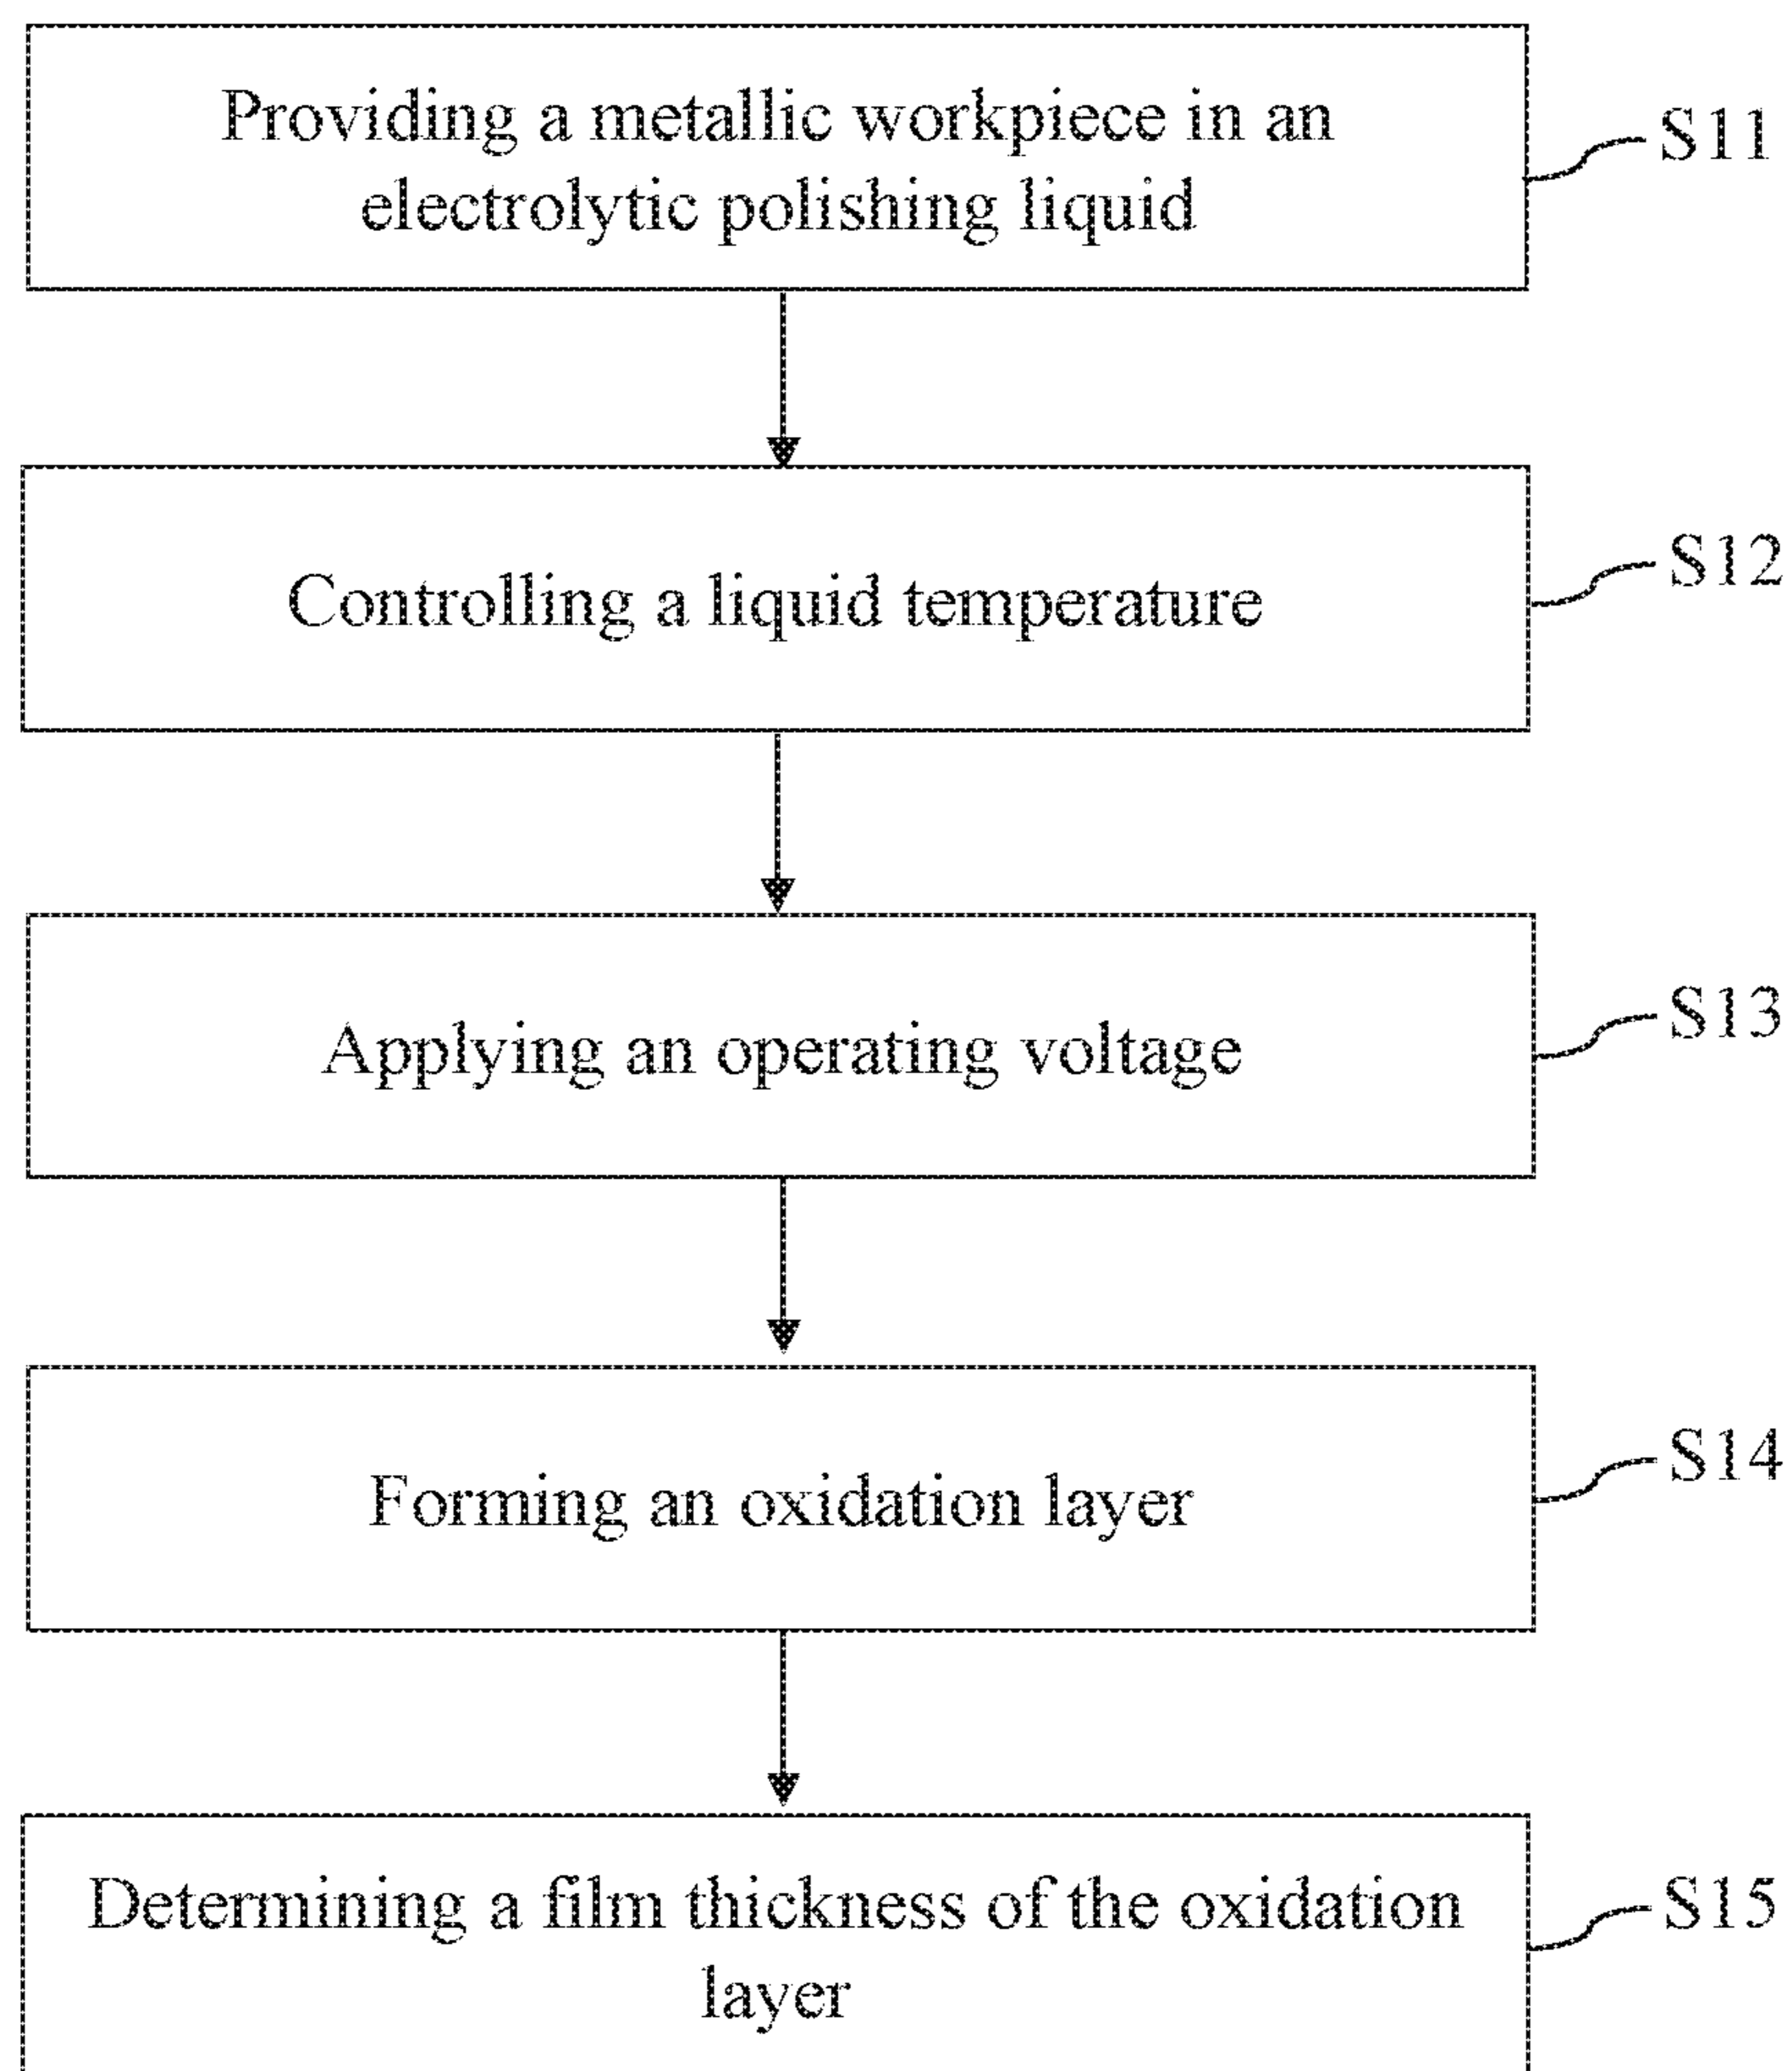 Providing a metallic workpiece in an
electrolytic polishing liquid
S11
Controlling a liquid temperature
S12
Applying an operating voltage
S13
Forming an oxidation layer
S14
Determining a film thickness of the oxidation
layer
S15